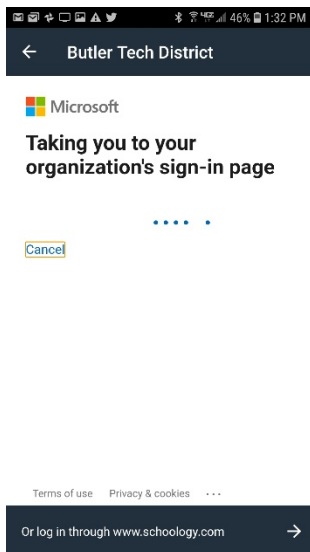 46% 1:32 PM
Butler Tech District
Microsoft
Taking you to your
organization's sign-in page
Cancel
Terms of use Privacy & cookies ...
Or log in through www.schoology.com